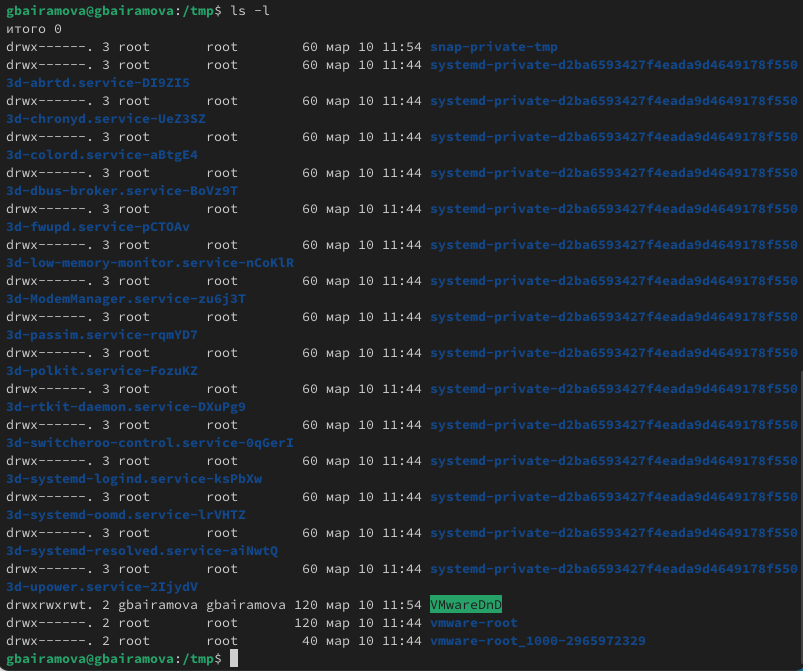 gbairamova@gbairamova:/tmp$ ls -l
итого 0
drwx------. 3 root       root        60 мар 10 11:54 snap-private-tmp
drwx------. 3 root       root        60 мар 10 11:44 systemd-private-d2ba6593427f4eada9d4649178f550
3d-abrtd.service-DI9ZI5
drwx------. 3 root       root        60 мар 10 11:44 systemd-private-d2ba6593427f4eada9d4649178f550
3d-chronyd.service-UeZ3SZ
drwx------. 3 root       root        60 мар 10 11:44 systemd-private-d2ba6593427f4eada9d4649178f550
3d-colord.service-aBtgE4
drwx------. 3 root       root        60 мар 10 11:44 systemd-private-d2ba6593427f4eada9d4649178f550
3d-dbus-broker.service-BoVz9T
drwx------. 3 root       root        60 мар 10 11:44 systemd-private-d2ba6593427f4eada9d4649178f550
3d-fwupd.service-pCTOAv
drwx------. 3 root       root        60 мар 10 11:44 systemd-private-d2ba6593427f4eada9d4649178f550
3d-low-memory-monitor.service-nCoKlR
drwx------. 3 root       root        60 мар 10 11:44 systemd-private-d2ba6593427f4eada9d4649178f550
3d-ModemManager.service-zu6j3T
drwx------. 3 root       root        60 мар 10 11:44 systemd-private-d2ba6593427f4eada9d4649178f550
3d-passim.service-rqmYD7
drwx------. 3 root       root        60 мар 10 11:44 systemd-private-d2ba6593427f4eada9d4649178f550
3d-polkit.service-FozuKZ
drwx------. 3 root       root        60 мар 10 11:44 systemd-private-d2ba6593427f4eada9d4649178f550
3d-rtkit-daemon.service-DXuPg9
drwx------. 3 root       root        60 мар 10 11:44 systemd-private-d2ba6593427f4eada9d4649178f550
3d-switcheroo-control.service-0qGerI
drwx------. 3 root       root        60 мар 10 11:44 systemd-private-d2ba6593427f4eada9d4649178f550
3d-systemd-logind.service-ksPbXw
drwx------. 3 root       root        60 мар 10 11:44 systemd-private-d2ba6593427f4eada9d4649178f550
3d-systemd-oomd.service-lrVHTZ
drwx------. 3 root       root        60 мар 10 11:44 systemd-private-d2ba6593427f4eada9d4649178f550
3d-systemd-resolved.service-aiNwtQ
drwx------. 3 root       root        60 мар 10 11:44 systemd-private-d2ba6593427f4eada9d4649178f550
3d-upower.service-2IjydV
drwxrwxrwt. 2 gbairamova gbairamova 120 мар 10 11:54 VMwareDnD
drwx------. 2 root       root       120 мар 10 11:44 vmware-root
drwx------. 2 root       root        40 мар 10 11:44 vmware-root_1000-2965972329
gbairamova@gbairamova:/tmp$